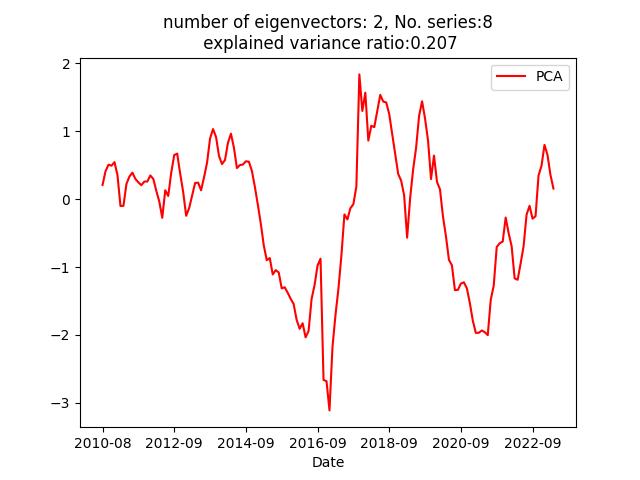 number of eigenvectors: 2, No. series:8
explained variance ratio:0.207
2
1
0
−1
−2
−3
PCA
2010-08 2012-09 2014-09 2016-09 2018-09 2020-09 2022-09
Date